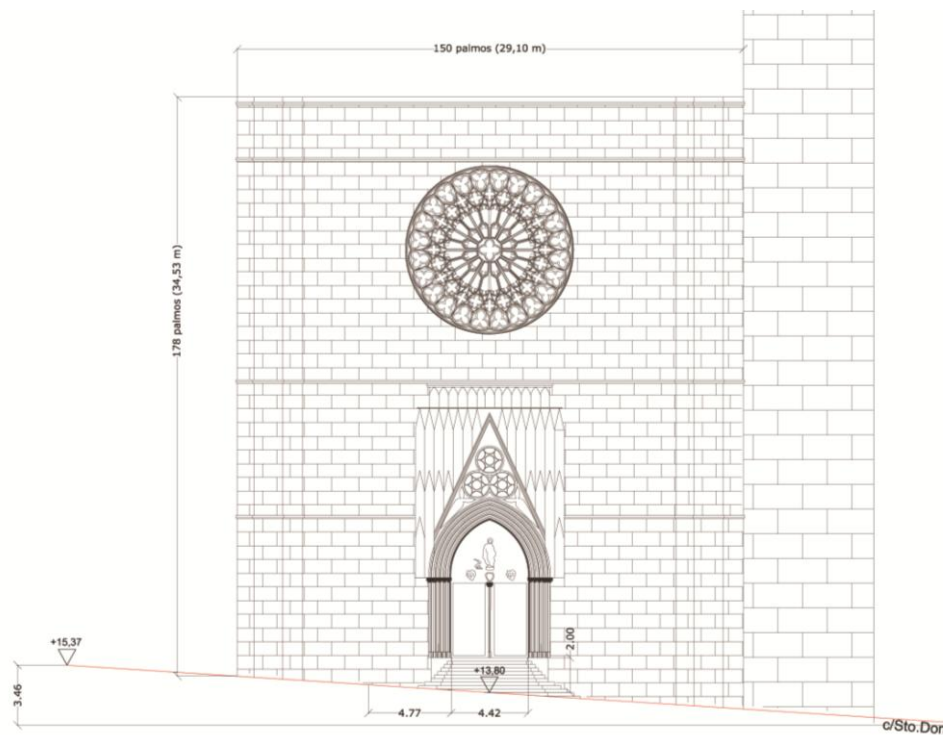 150 palmos (29,10 m)
178 palmos (34,53 m)
+15,37
3.46
2.00
+13.80
4.77
4.42
c/Sto.Dor